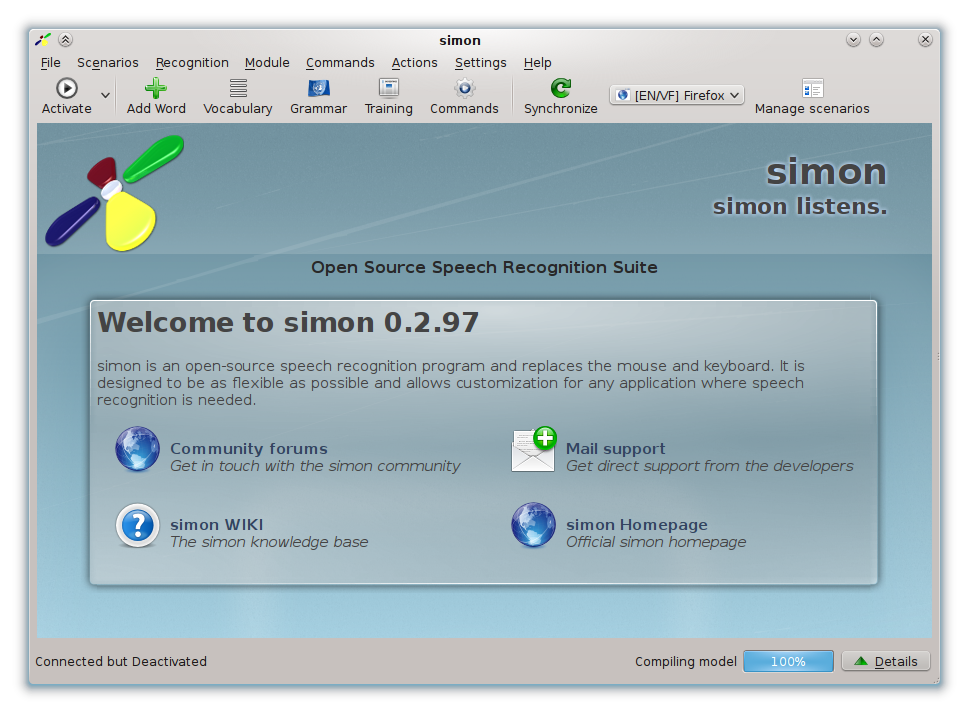 simon
File Scenarios Recognition Module Commands Actions Settings Help
Activate Add Word Vocabulary Grammar Training Commands Synchronize [EN/VF] Firefox Manage scenarios
simon
simon listens.
Open Source Speech Recognition Suite
Welcome to simon 0.2.97
simon is an open-source speech recognition program and replaces the mouse and keyboard. It is
designed to be as flexible as possible and allows customization for any application where speech
recognition is needed.
Community forums
Get in touch with the simon community
Mail support
Get direct support from the developers
simon WIKI
The simon knowledge base
simon Homepage
Official simon homepage
Connected but Deactivated Compiling model 100% Details